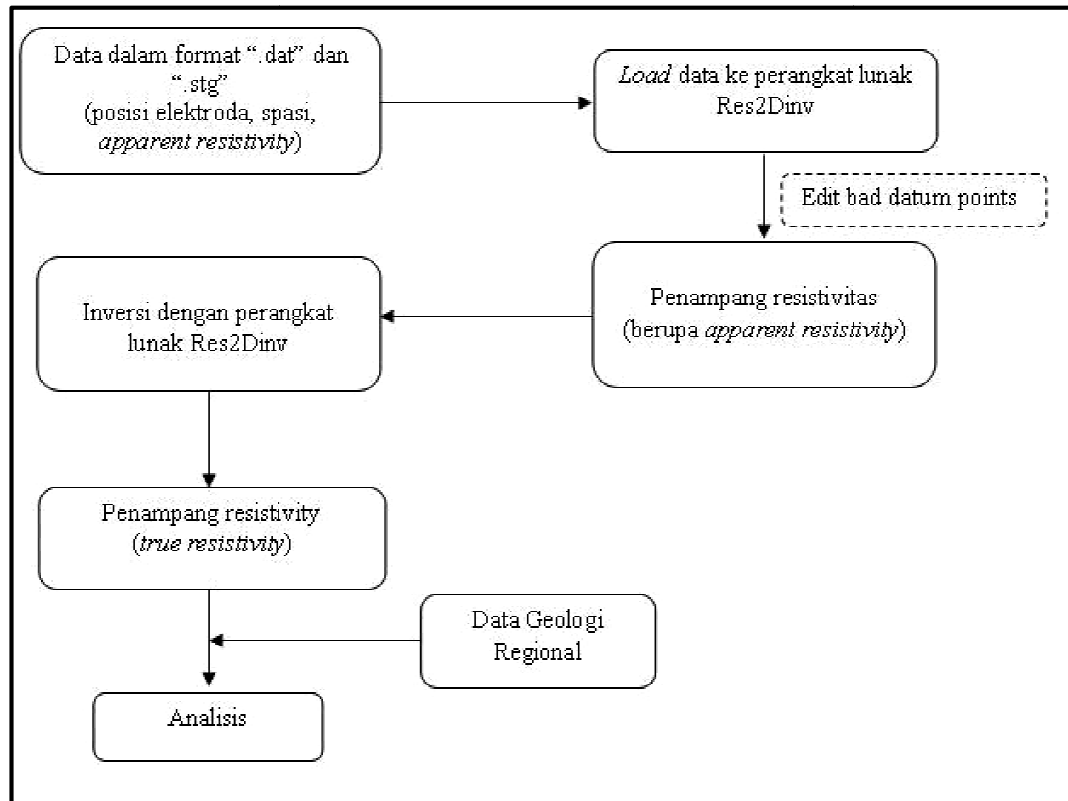 Data dalam format “.dat” dan
“.stg”
(posisi elektroda, spasi,
apparent resistivity)
Load data ke perangkat lunak
Res2Dinv
Edit bad datum points
Penampang resistivitas
(berupa apparent resistivity)
Inversi dengan perangkat
lunak Res2Dinv
Penampang resistivity
(true resistivity)
Data Geologi
Regional
Analisis